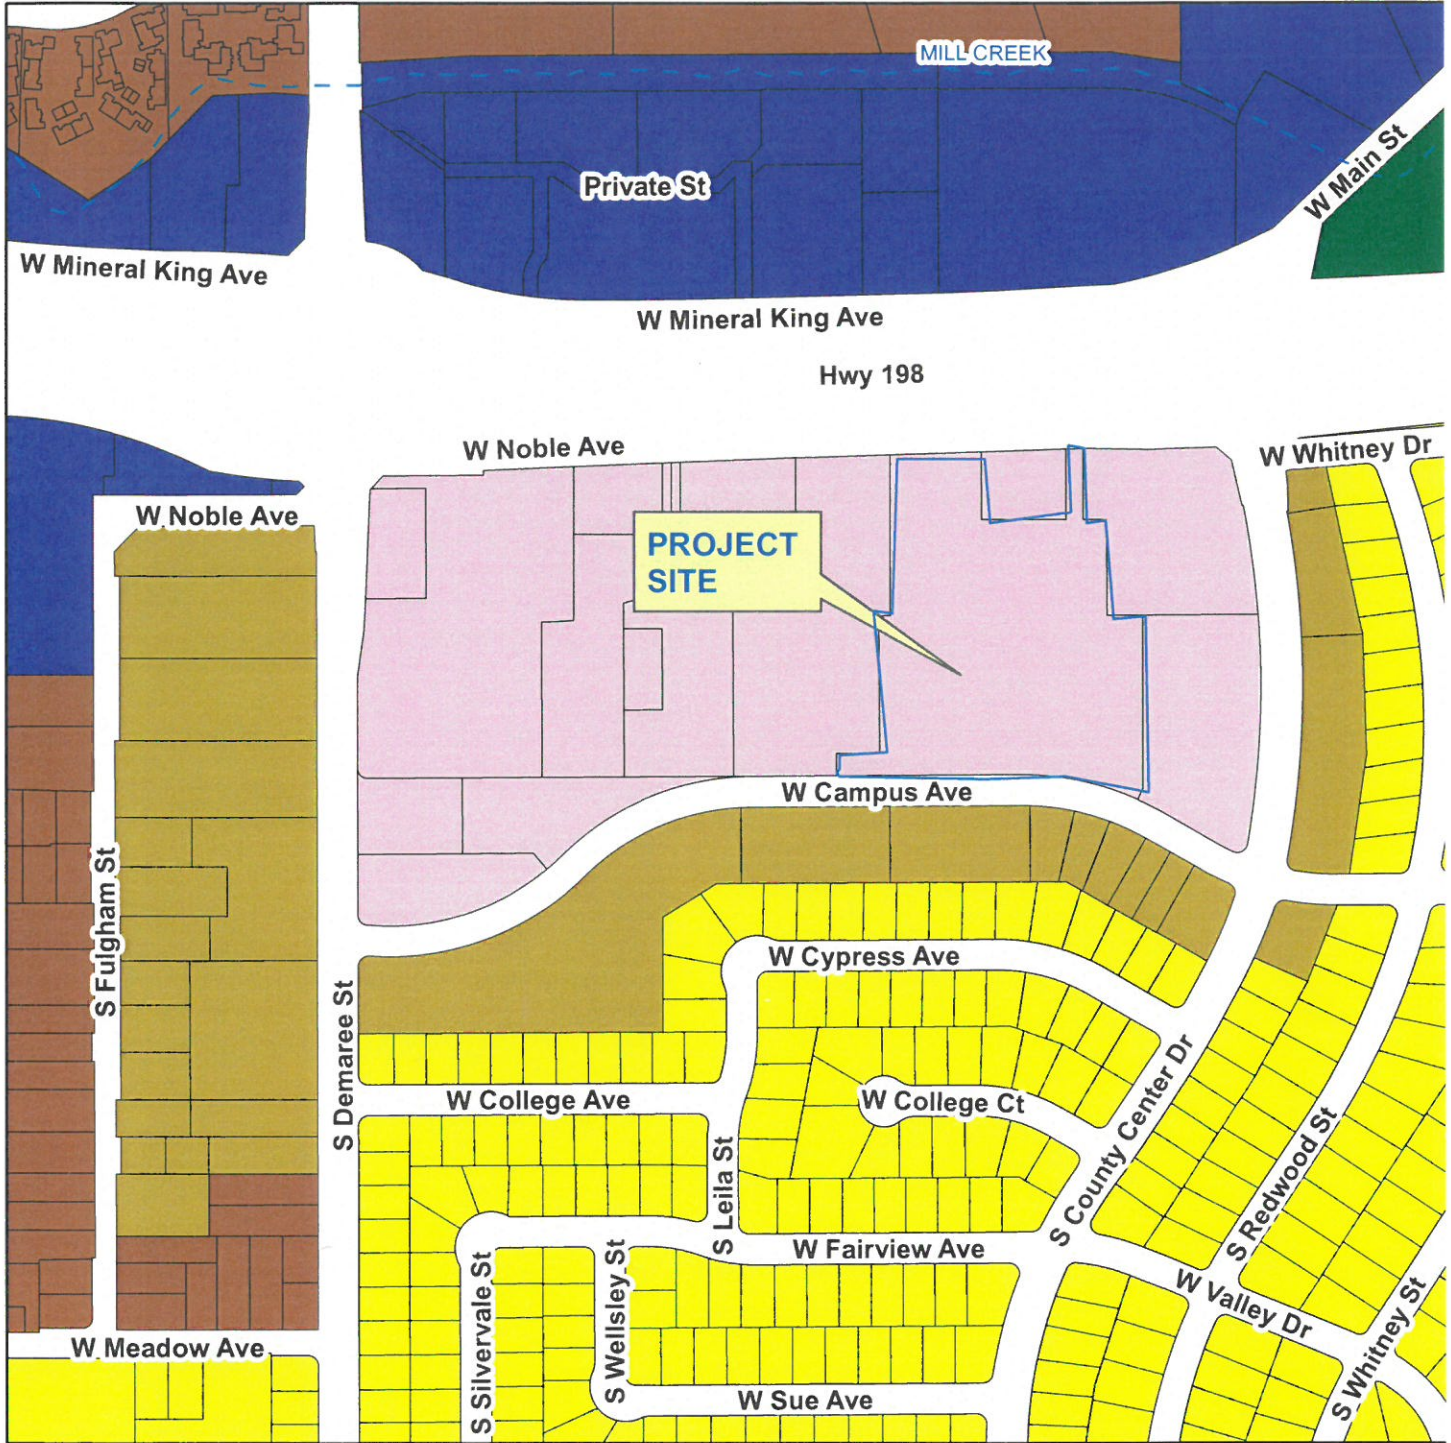 MILL CREEK
W Main St
Private St
W Mineral King Ave
W Mineral King Ave
Hwy 198
W Noble Ave
W Whitney Dr
W Noble Ave
PROJECT
SITE
W Campus Ave
S Fulgham St
W Cypress Ave
S Demaree St
W College Ave
W College Ct
S County Center Dr
S Leila St
S Redwood St
W Fairview Ave
S Silvervale St
S Wellsley St
W Valley Dr
S Whitney St
W Meadow Ave
W Sue Ave